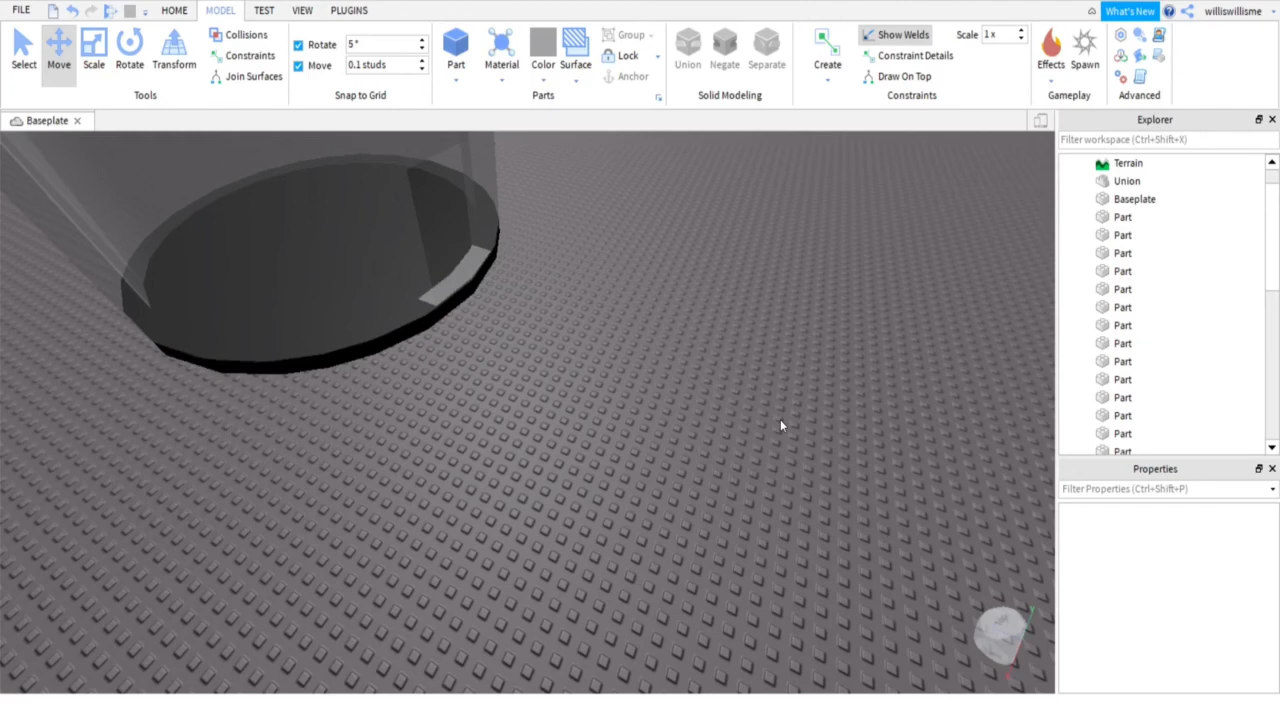 FILE HOME MODEL TEST VIEW PLUGINS What's New williswillisme
Select Move Scale Rotate Transform
Collisions
Constraints
Join Surfaces
Tools
Rotate 5°
Move 0.1 studs
Snap to Grid
Part Material Color Surface
Group
Lock
Anchor
Parts
Union Negate Separate
Solid Modeling
Create
Show Welds Scale 1 x
Constraint Details
Draw On Top
Constraints
Effects Spawn
Gameplay
Advanced
Baseplate
Explorer
Filter workspace (Ctrl+Shift+X)
Terrain
Union
Baseplate
Part
Part
Part
Part
Part
Part
Part
Part
Part
Part
Part
Part
Part
Part
Properties
Filter Properties (Ctrl+Shift+P)